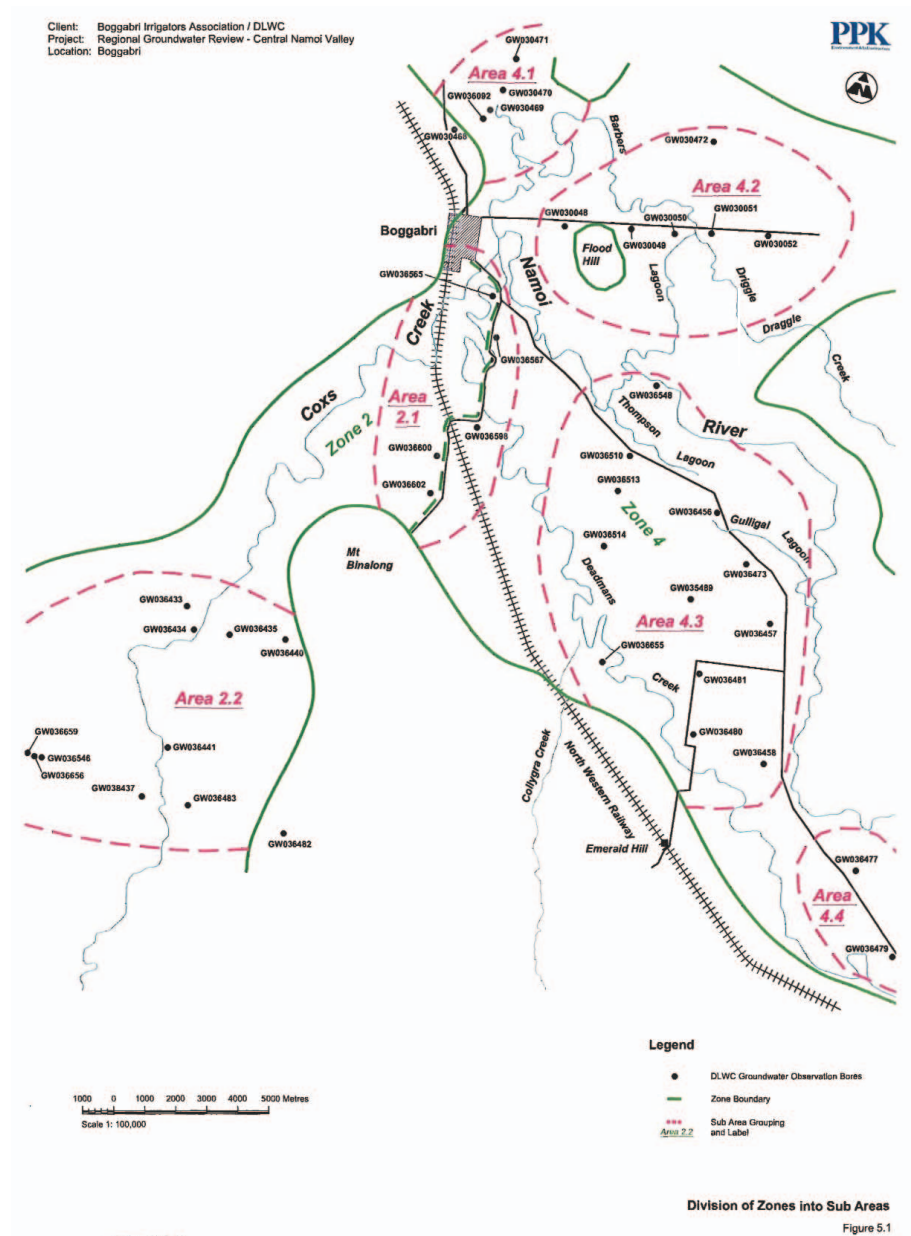 Client: Boggabri Irrigators Association / DLWC
Project: Regional Groundwater Review - Central Namoi Valley
Location: Boggabri
PPK
GW030471
Area 4.1
GW036092
GW030470
GW030469
GW030468
Barbers
GW030472
Area 4.2
GW030048
GW030050
GW030051
Boggabri
GW030049
GW030052
Flood
Hill
Lagoon
Namoi
Driggle
Draggle
Creek
GW036565
Creek
GW036567
Coxs
Zone 2
Area
2.1
GW036548
Thompson
Lagoon
River
GW036598
GW036600
GW036510
GW036602
GW036513
Zone 4
GW036456
Gulligal
Lagoon
GW036514
Mt
Binalong
Deadmans
GW036473
GW035489
GW036433
GW036434
GW036435
GW036440
Area 4.3
GW036457
GW036655
Creek
GW036481
Area 2.2
GW036659
GW036546
GW036656
GW036441
GW036480
GW036458
Collygra Creek
North Western Railway
GW038437
GW036483
GW036482
Emerald Hill
GW036477
Area
4.4
GW036479
Legend
DLWC Groundwater Observation Bores
Zone Boundary
Sub Area Grouping
and Label
Area 2.2
1000 0 1000 2000 3000 4000 5000 Metres
Scale 1: 100,000
Division of Zones into Sub Areas
Figure 5.1